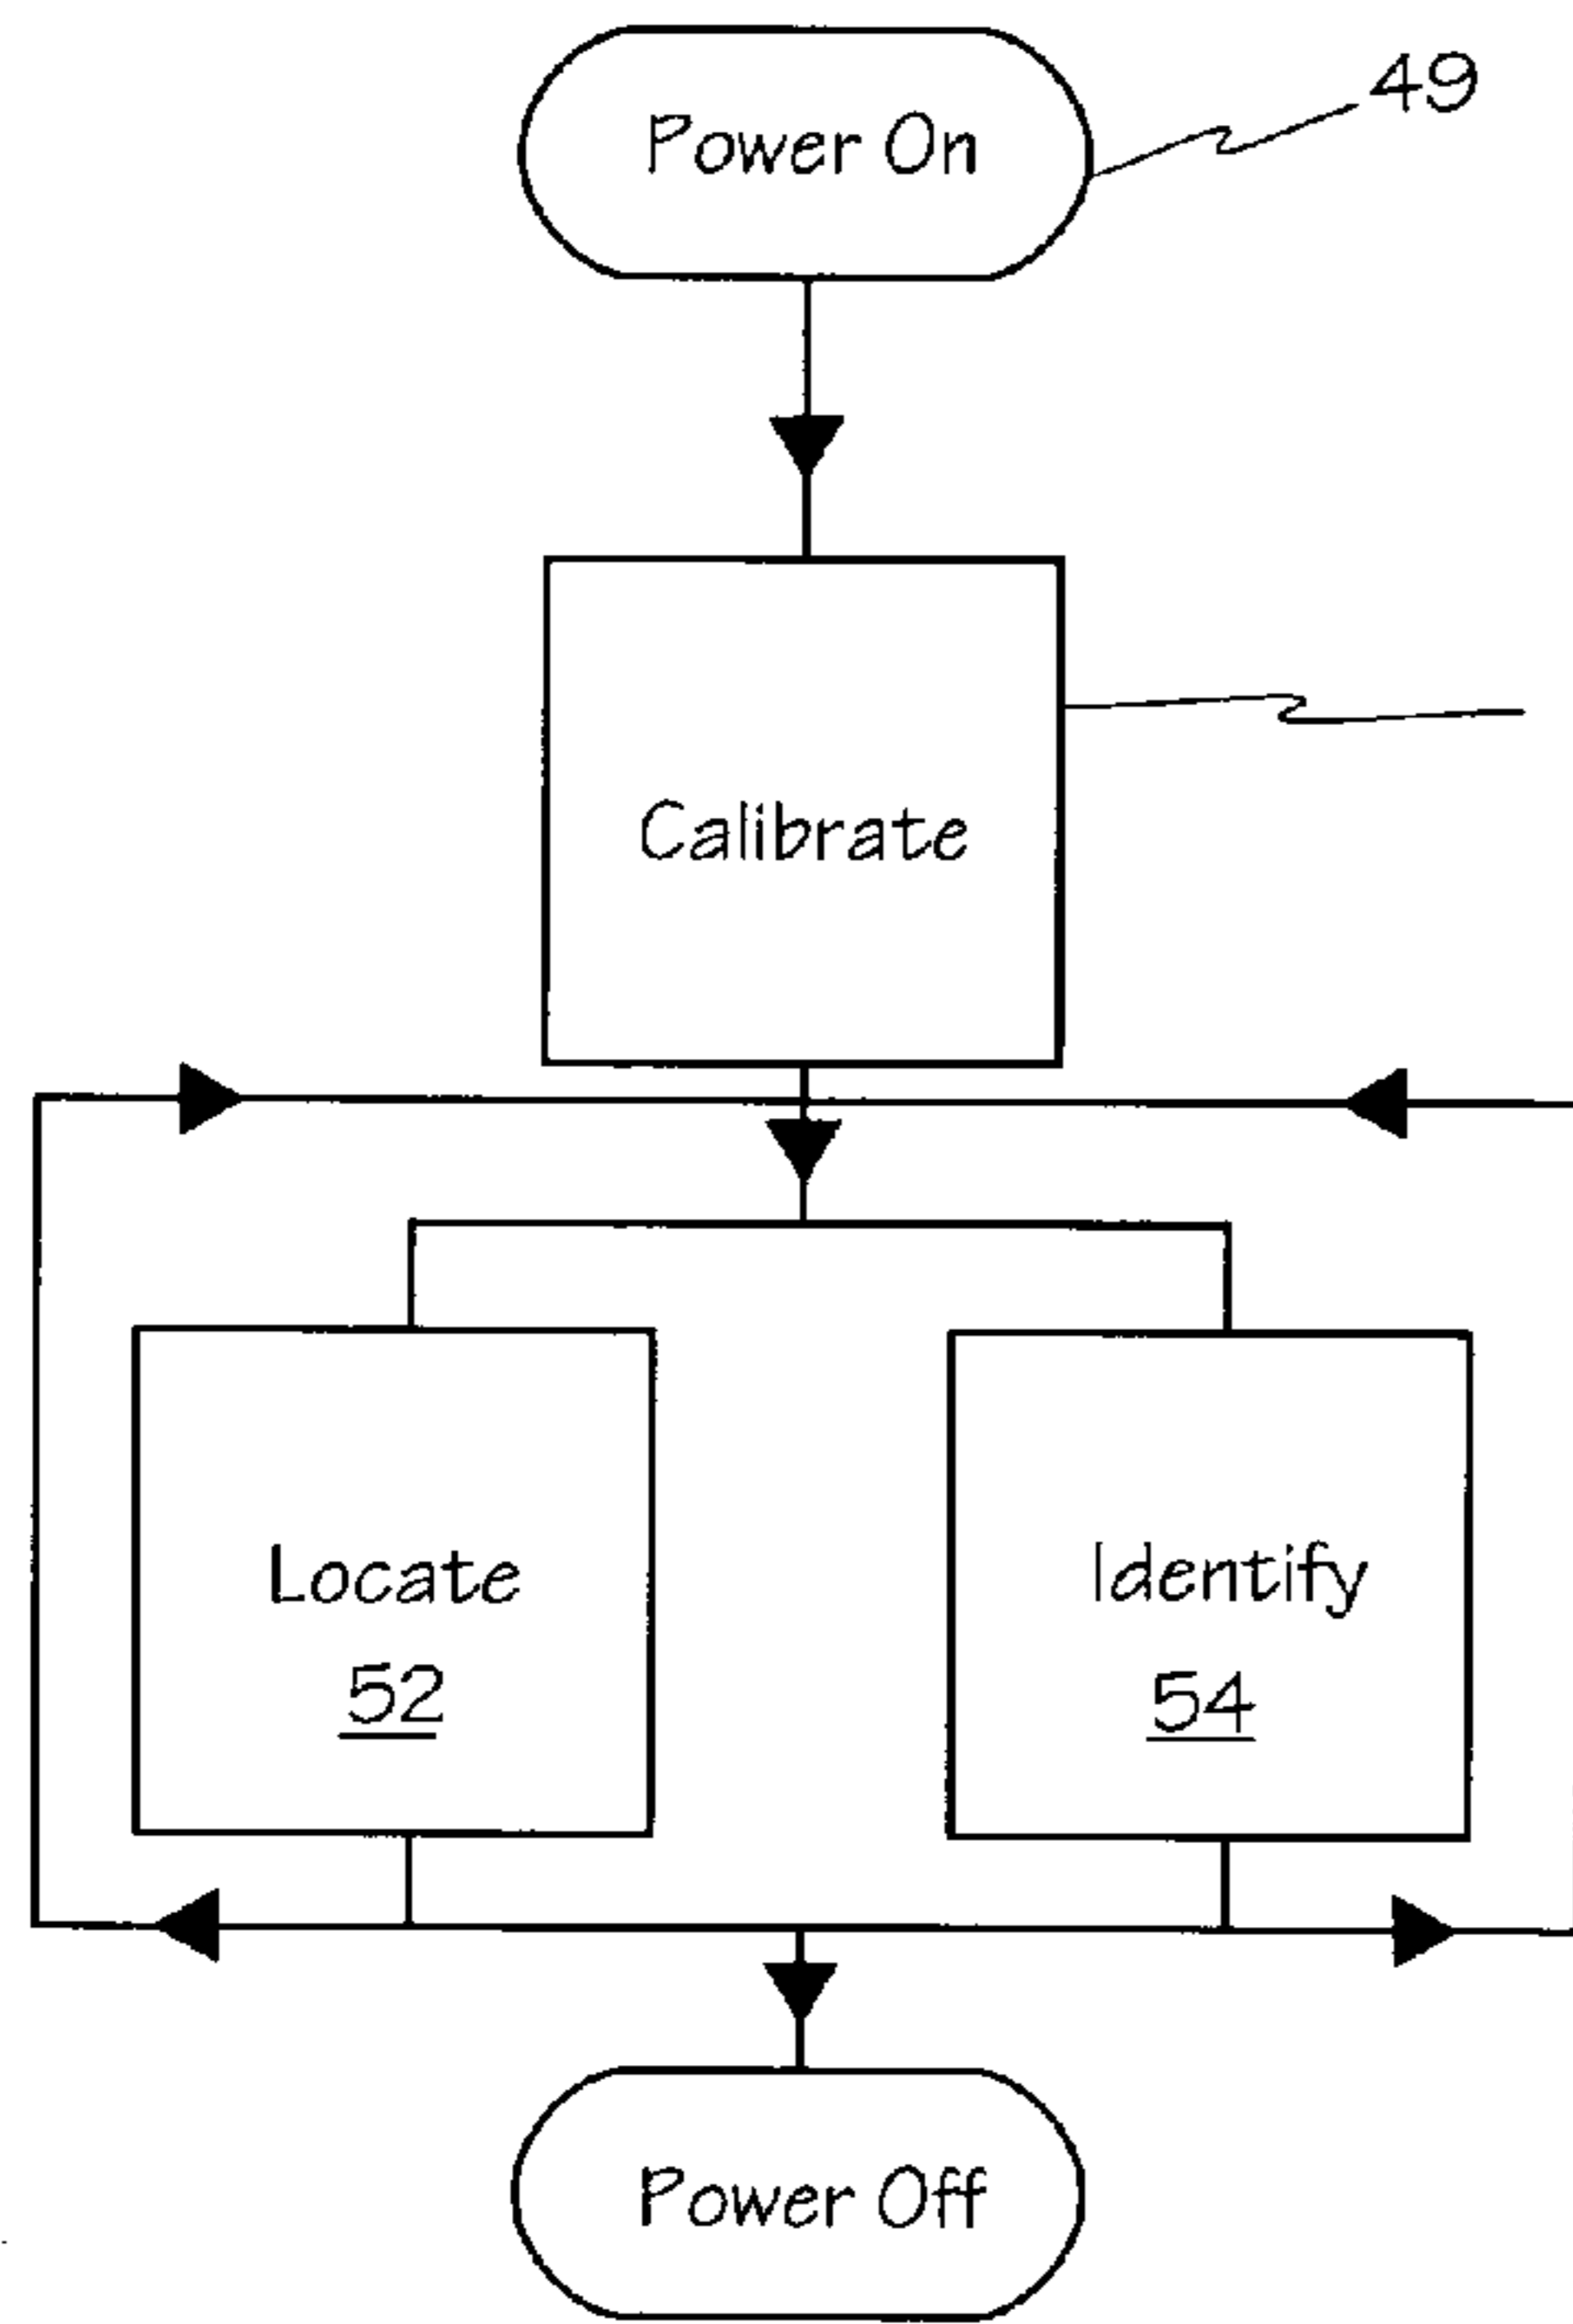 Power On
49
Calibrate
Locate
52
Identify
54
Power Off